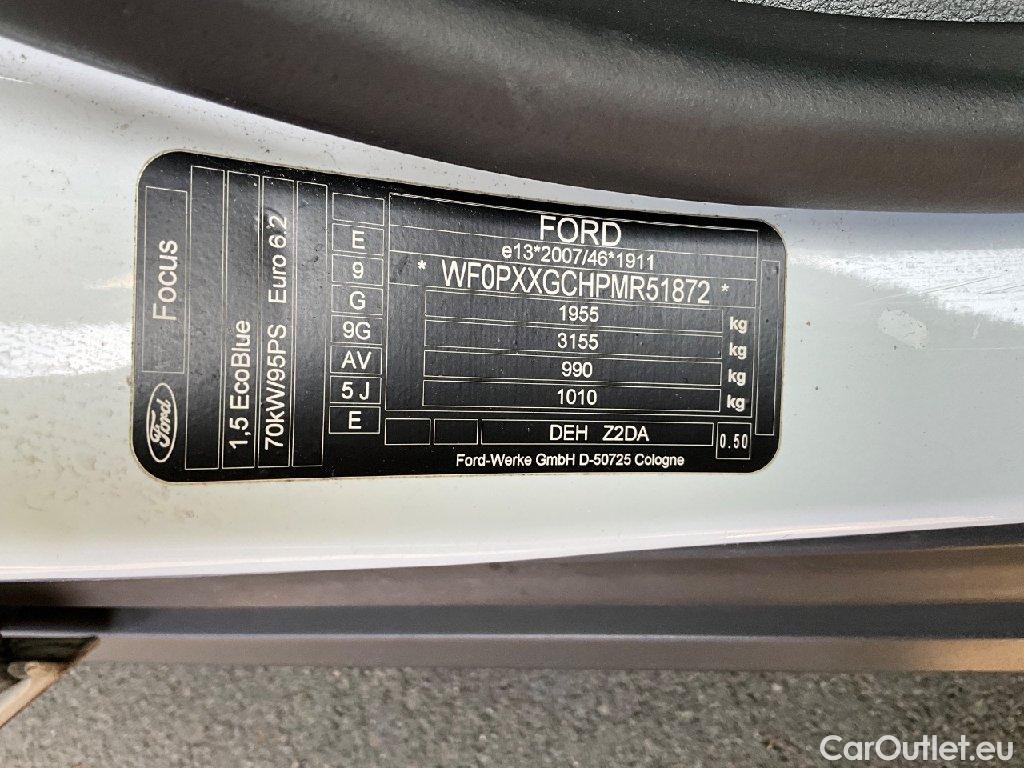 Ford
Focus
1,5 EcoBlue
70kW/95PS Euro 6.2
E
9
G
9G
AV
5 J
E
FORD
e13*2007/46*1911
* WF0PXXGCHPMR51872 *
1955 kg
3155 kg
990 kg
1010 kg
DEH Z2DA
0.50
Ford-Werke GmbH D-50725 Cologne
CarOutlet.eu